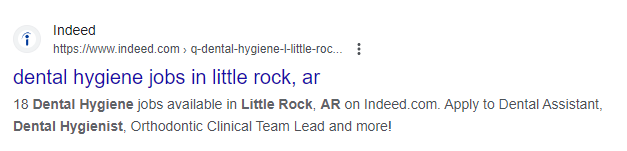 Indeed
https://www.indeed.com › q-dental-hygiene-l-little-roc...
dental hygiene jobs in little rock, ar
18 Dental Hygiene jobs available in Little Rock, AR on Indeed.com. Apply to Dental Assistant,
Dental Hygienist, Orthodontic Clinical Team Lead and more!